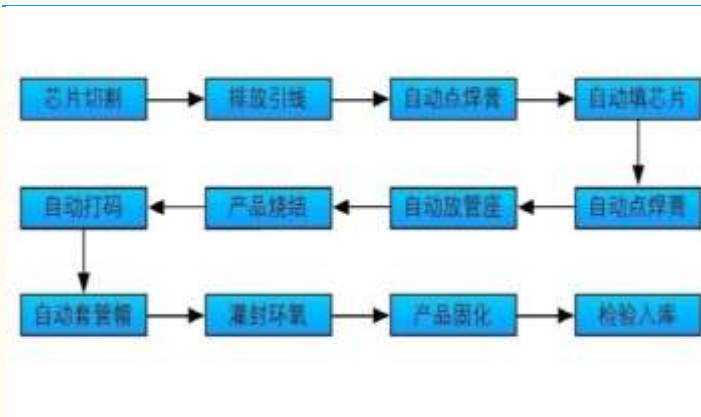 芯片切割 排放引线 自动点焊膏 自动填芯片
自动打码 产品烧结 自动放管座 自动点焊膏
自动套管帽 灌封环氧 产品固化 检验入库